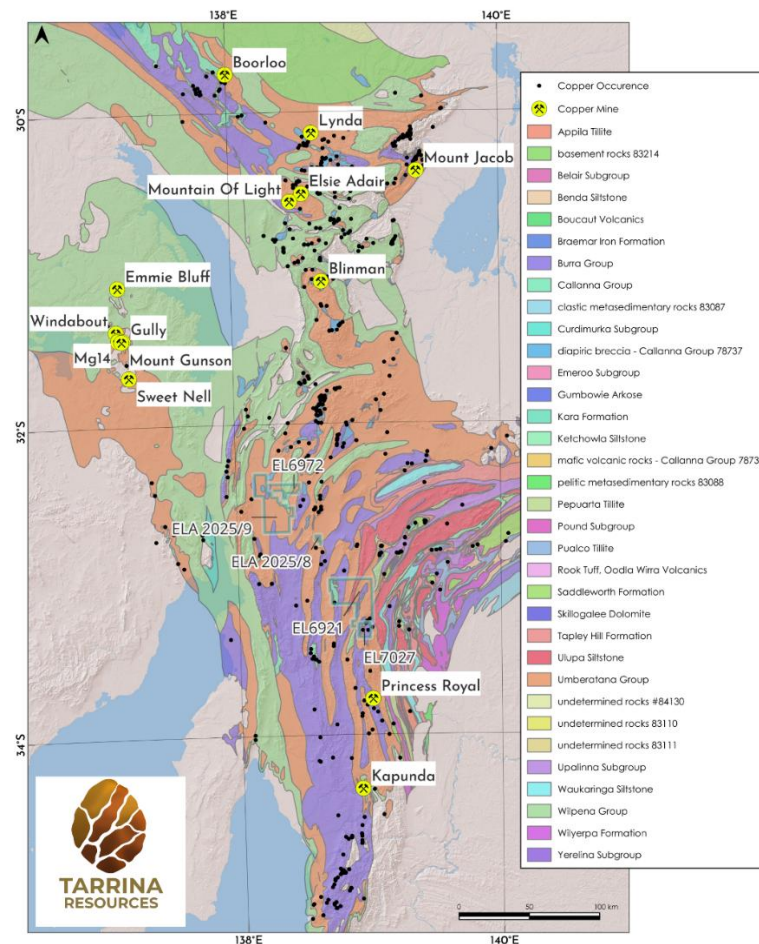 138°E
140°E
30°S
Boorloo
Lynda
Mount Jacob
Elsie Adair
Mountain Of Light
Blinman
Emmie Bluff
Windabout
Gully
Mg14
Mount Gunson
Sweet Nell
32°S
EL6972
ELA 2025/9
ELA 2025/8
EL6921
EL7027
Princess Royal
34°S
Kapunda
TARRINA
RESOURCES
138°E
140°E
0 50 100 km
Copper Occurence
Copper Mine
Appila Tillite
basement rocks 83214
Belair Subgroup
Benda Siltstone
Boucaut Volcanics
Braemar Iron Formation
Burra Group
Callanna Group
clastic metasedimentary rocks 83087
Curdimurka Subgroup
diapiric breccia - Callanna Group 78737
Emeroo Subgroup
Gumbowie Arkose
Kara Formation
Ketchowla Siltstone
mafic volcanic rocks - Callanna Group 7873
pelitic metasedimentary rocks 83088
Pepuarta Tillite
Pound Subgroup
Pualco Tillite
Rook Tuff, Oodla Wirra Volcanics
Saddleworth Formation
Skillogalee Dolomite
Tapley Hill Formation
Ulupa Siltstone
Umberatana Group
undetermined rocks #84130
undetermined rocks 83110
undetermined rocks 83111
Upalinna Subgroup
Waukaringa Siltstone
Wilpena Group
Wilyerpa Formation
Yerelina Subgroup